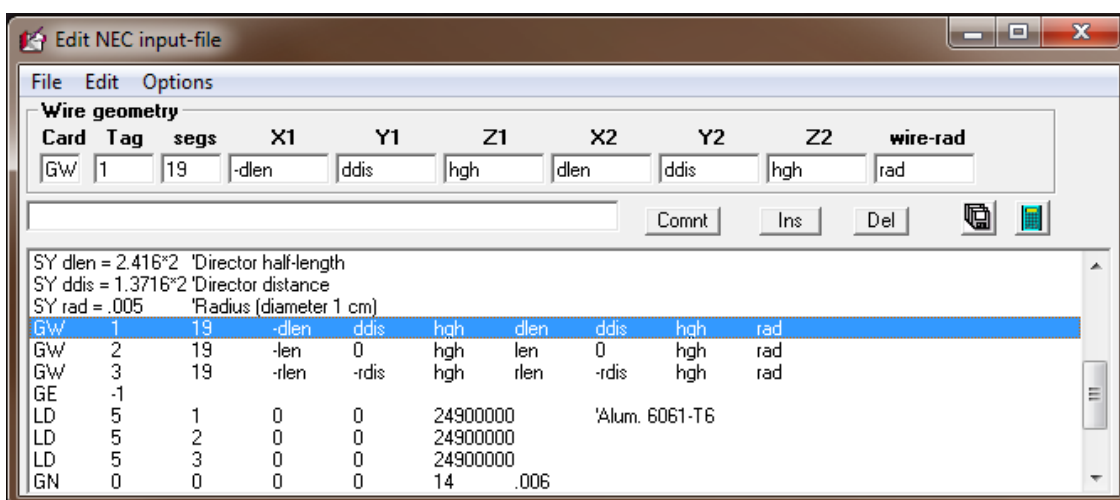 Edit NEC input-file
File Edit Options
Wire geometry
Card Tag segs X1 Y1 Z1 X2 Y2 Z2 wire-rad
GW 1 19 -dlen ddis hgh dlen ddis hgh rad
Comnt Ins Del
SY dlen = 2.416*2 'Director half-length
SY ddis = 1.3716*2 'Director distance
SY rad = .005 'Radius (diameter 1 cm)
GW 1 19 -dlen ddis hgh dlen ddis hgh rad
GW 2 19 -len 0 hgh len 0 hgh rad
GW 3 19 -rlen -rdis hgh rlen -rdis hgh rad
GE -1
LD 5 1 0 0 24900000 'Alum. 6061-T6
LD 5 2 0 0 24900000
LD 5 3 0 0 24900000
GN 0 0 0 0 14 .006